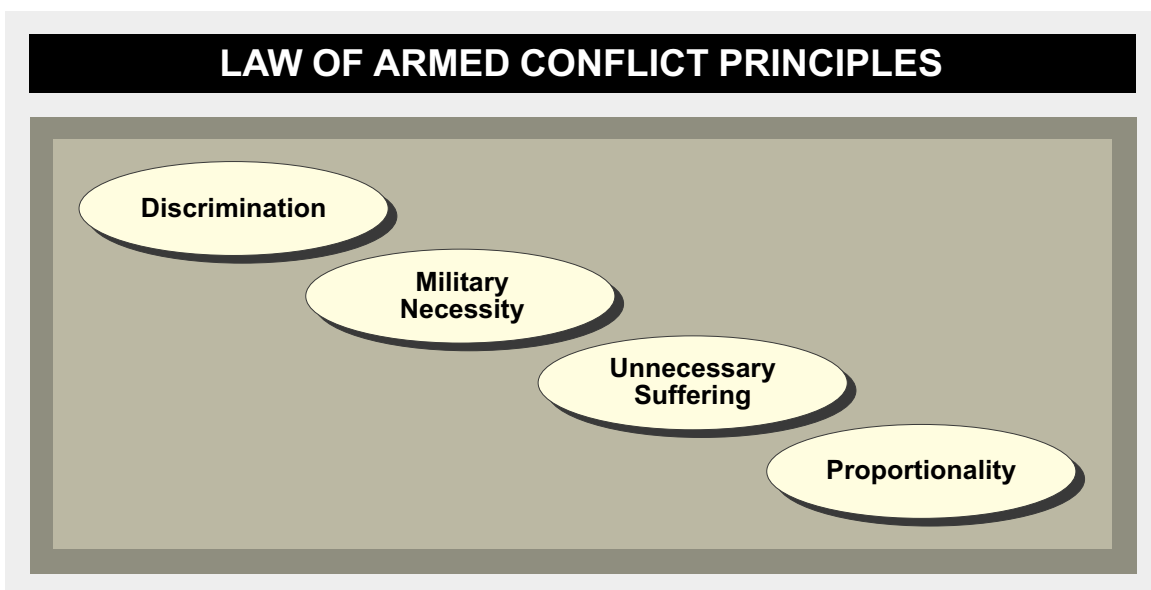 LAW OF ARMED CONFLICT PRINCIPLES
Discrimination
Military
Necessity
Unnecessary
Suffering
Proportionality